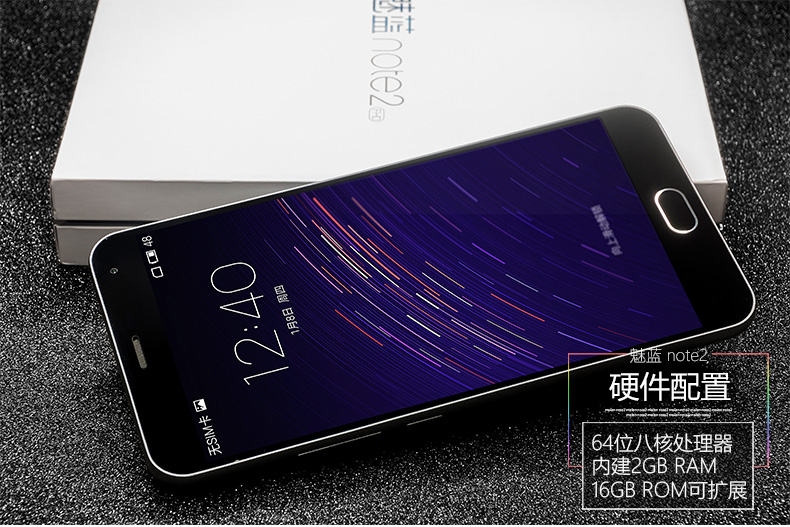 魅蓝 note2
48
12:40
1月8日 周四
无SIM卡
魅蓝 note2
硬件配置
64位八核处理器
内建2GB RAM
16GB ROM可扩展